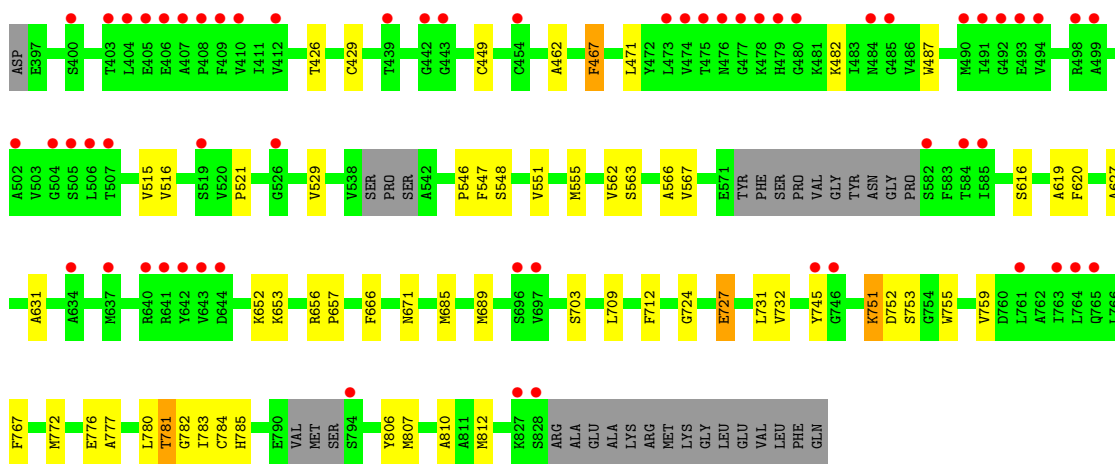 ASP E397 S400 T403 L404 E405 E406 A407 P408 F409 V410 I411 V412 T426 C429 T439 G442 G443 C449 C454 A462 F467 L471 Y472 L473 V474 T475 N476 G477 K478 H479 G480 K481 K482 I483 N484 G485 V486 W487 M490 I491 G492 E493 V494 R498 A499
A502 V503 G504 S505 L506 T507 V515 V516 S519 V520 P521 G526 V529 V538 SER PRO SER A542 P546 F547 S548 V551 M555 V562 S563 A566 V567 E571 TYR PHE SER PRO VAL GLY TYR ASN GLY PRO S582 F583 T584 I585 S616 A619 F620 A627
A631 A634 M637 R640 R641 Y642 V643 D644 K652 K653 R656 P657 F666 N671 M685 M689 S696 V697 S703 L709 F712 G724 E727 L731 V732 Y745 G746 K751 D752 S753 G754 W755 V759 D760 L761 A762 I763 L764 Q765 L766
F767 M772 E776 A777 L780 T781 G782 I783 C784 H785 E790 VAL MET SER S794 Y806 M807 A810 A811 M812 K827 S828 ARG ALA GLU ALA LYS ARG MET LYS GLY LEU GLU VAL LEU PHE GLN